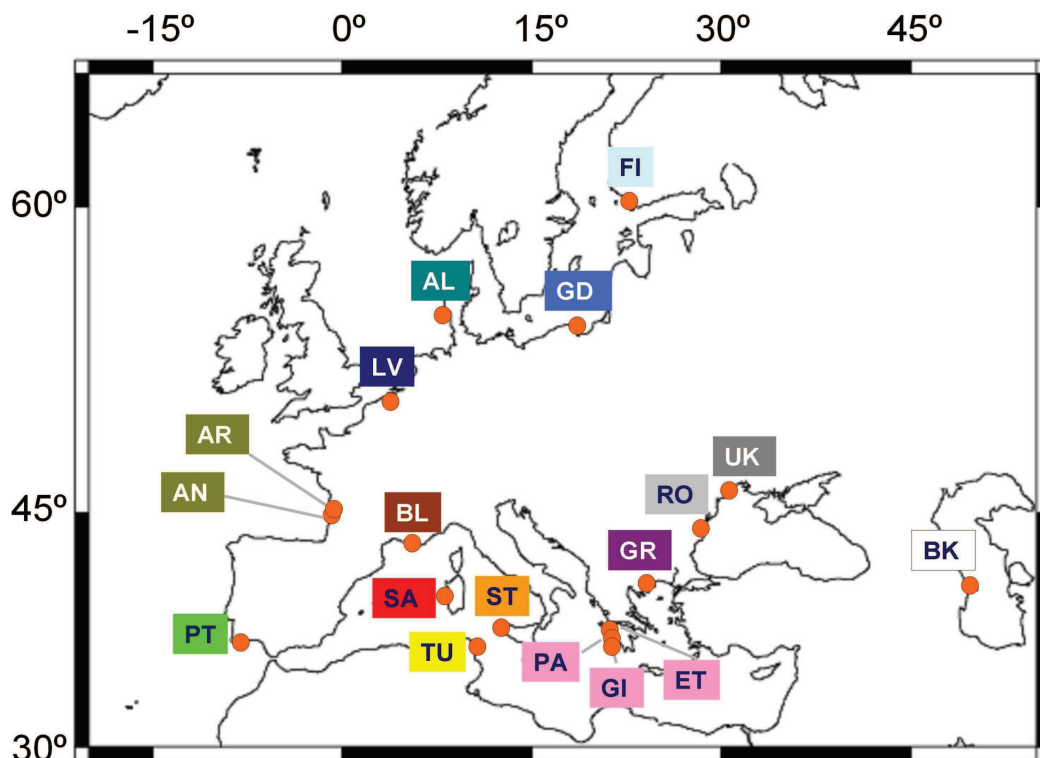 -15º 0º 15º 30º 45º
FI
60º
AL
GD
LV
AR
AN
UK
RO
45º
BL
GR
BK
SA
ST
PT
TU
PA
ET
GI
30º